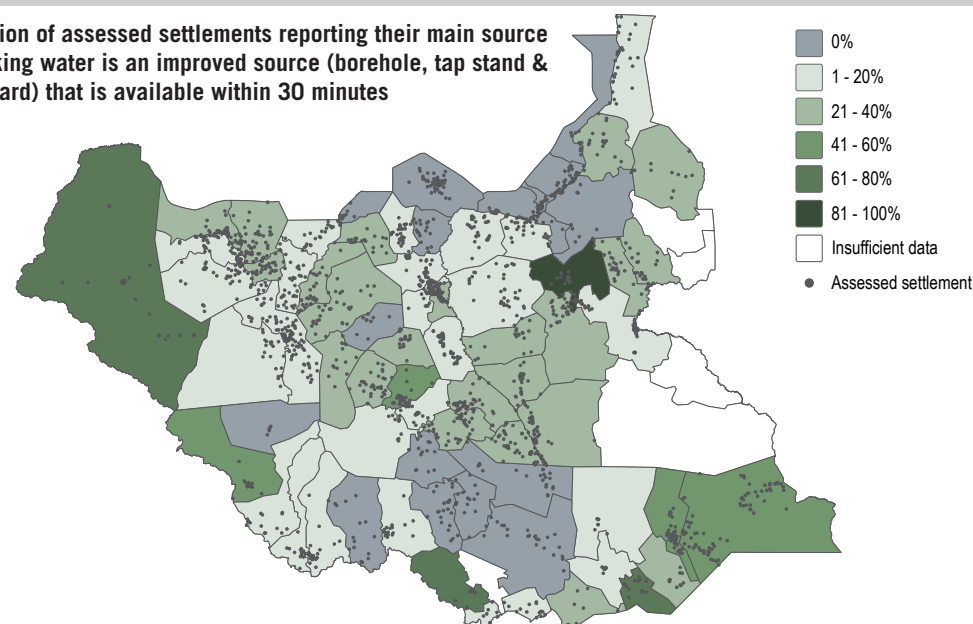 ion of assessed settlements reporting their main source
king water is an improved source (borehole, tap stand &
ard) that is available within 30 minutes
0%
1 - 20%
21 - 40%
41 - 60%
61 - 80%
81 - 100%
Insufficient data
Assessed settlement